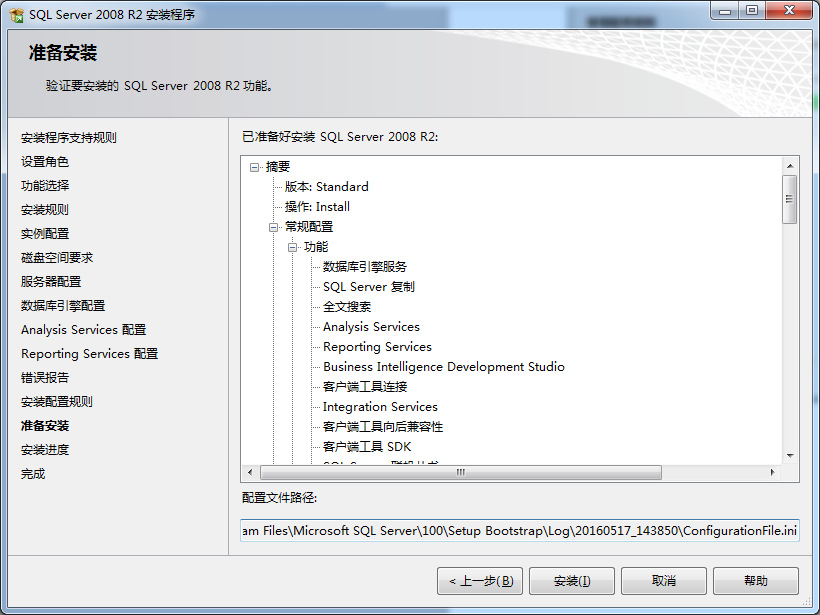 SQL Server 2008 R2 安装程序
准备安装
验证要安装的 SQL Server 2008 R2 功能。
安装程序支持规则
设置角色
功能选择
安装规则
实例配置
磁盘空间要求
服务器配置
数据库引擎配置
Analysis Services 配置
Reporting Services 配置
错误报告
安装配置规则
准备安装
安装进度
完成
已准备好安装 SQL Server 2008 R2:
摘要
版本: Standard
操作: Install
常规配置
功能
数据库引擎服务
SQL Server 复制
全文搜索
Analysis Services
Reporting Services
Business Intelligence Development Studio
客户端工具连接
Integration Services
客户端工具向后兼容性
客户端工具 SDK
配置文件路径:
am Files\Microsoft SQL Server\100\Setup Bootstrap\Log\20160517_143850\ConfigurationFile.ini
< 上一步(B)
安装(I)
取消
帮助